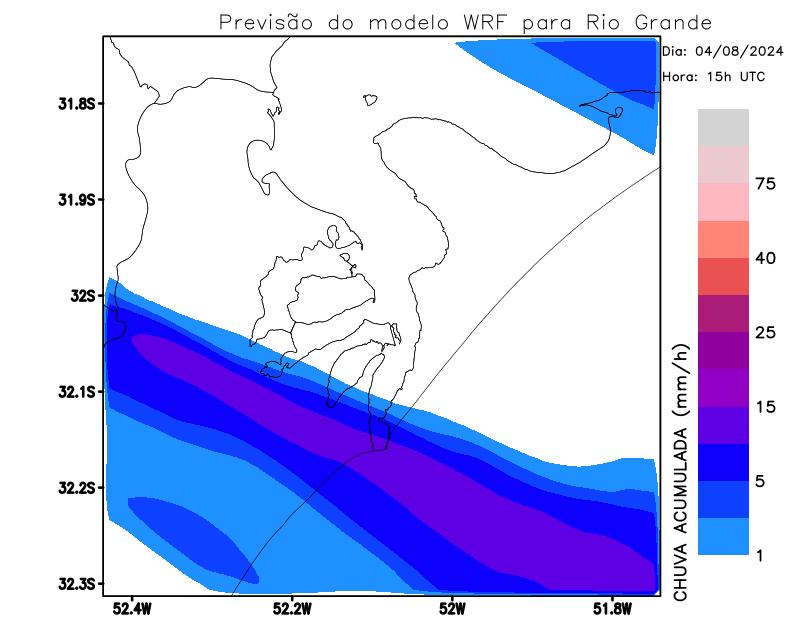 Previsão do modelo WRF para Rio Grande
Dia: 04/08/2024
Hora: 15h UTC
31.8S
31.9S
32S
32.1S
32.2S
32.3S
52.4W
52.2W
52W
51.8W
75
40
25
15
5
1
CHUVA ACUMULADA (mm/h)